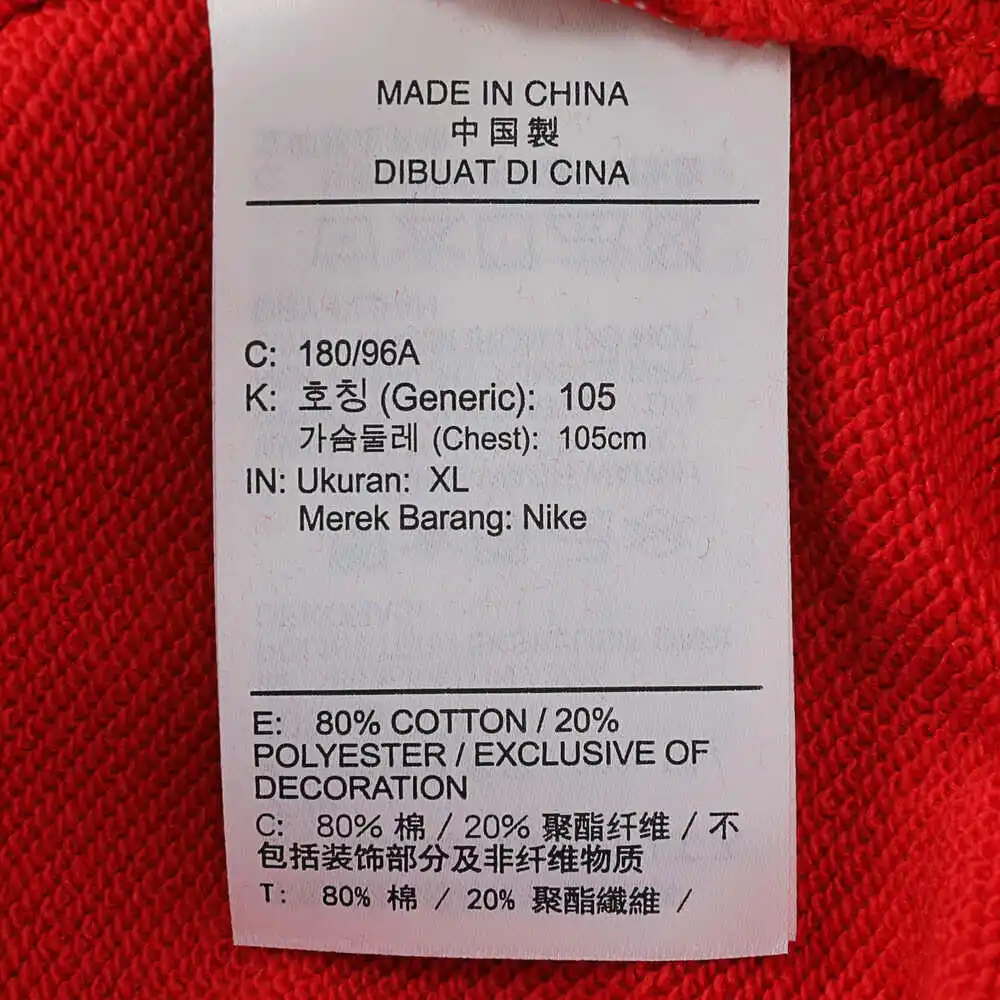 MADE IN CHINA
中国製
DIBUAT DI CINA
C: 180/96A
K: 호칭 (Generic): 105
가슴둘레 (Chest): 105cm
IN: Ukuran: XL
Merek Barang: Nike
E: 80% COTTON / 20%
POLYESTER / EXCLUSIVE OF
DECORATION
C: 80% 棉 / 20% 聚酯纤维 / 不
包括装饰部分及非纤维物质
T: 80% 棉 / 20% 聚酯纖維 /